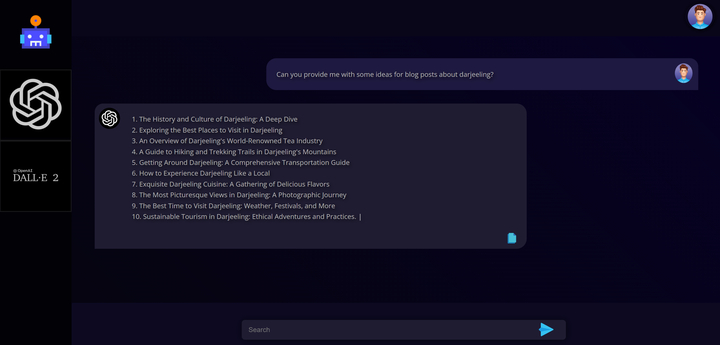 Can you provide me with some ideas for blog posts about darjeeling?
1. The History and Culture of Darjeeling: A Deep Dive
2. Exploring the Best Places to Visit in Darjeeling
3. An Overview of Darjeeling's World-Renowned Tea Industry
4. A Guide to Hiking and Trekking Trails in Darjeeling's Mountains
5. Getting Around Darjeeling: A Comprehensive Transportation Guide
6. How to Experience Darjeeling Like a Local
7. Exquisite Darjeeling Cuisine: A Gathering of Delicious Flavors
8. The Most Picturesque Views in Darjeeling: A Photographic Journey
9. The Best Time to Visit Darjeeling: Weather, Festivals, and More
10. Sustainable Tourism in Darjeeling: Ethical Adventures and Practices. |
OpenAI
DALL·E 2
Search